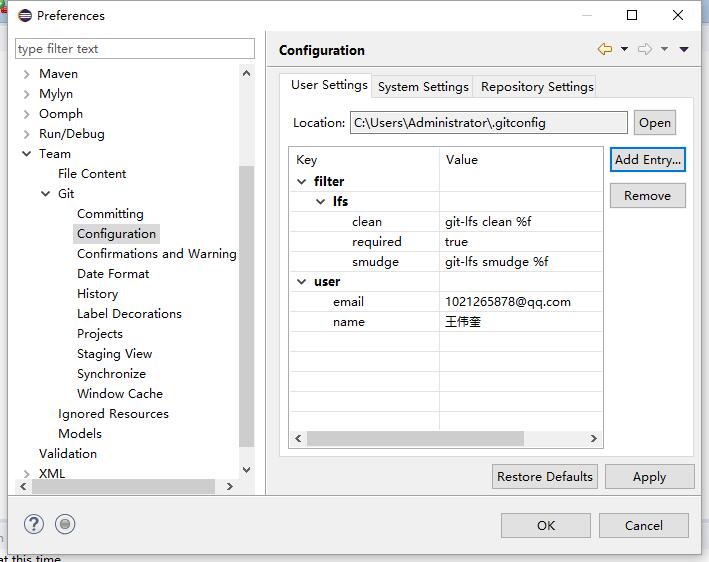 Preferences
type filter text
Maven
Mylyn
Oomph
Run/Debug
Team
File Content
Git
Committing
Configuration
Confirmations and Warning
Date Format
History
Label Decorations
Projects
Staging View
Synchronize
Window Cache
Ignored Resources
Models
Validation
XML
Configuration
User Settings System Settings Repository Settings
Location: C:\Users\Administrator\.gitconfig Open
Key Value
filter
lfs
clean git-lfs clean %f
required true
smudge git-lfs smudge %f
user
email 1021265878@qq.com
name 王伟奎
Add Entry...
Remove
Restore Defaults Apply
OK Cancel
at this time